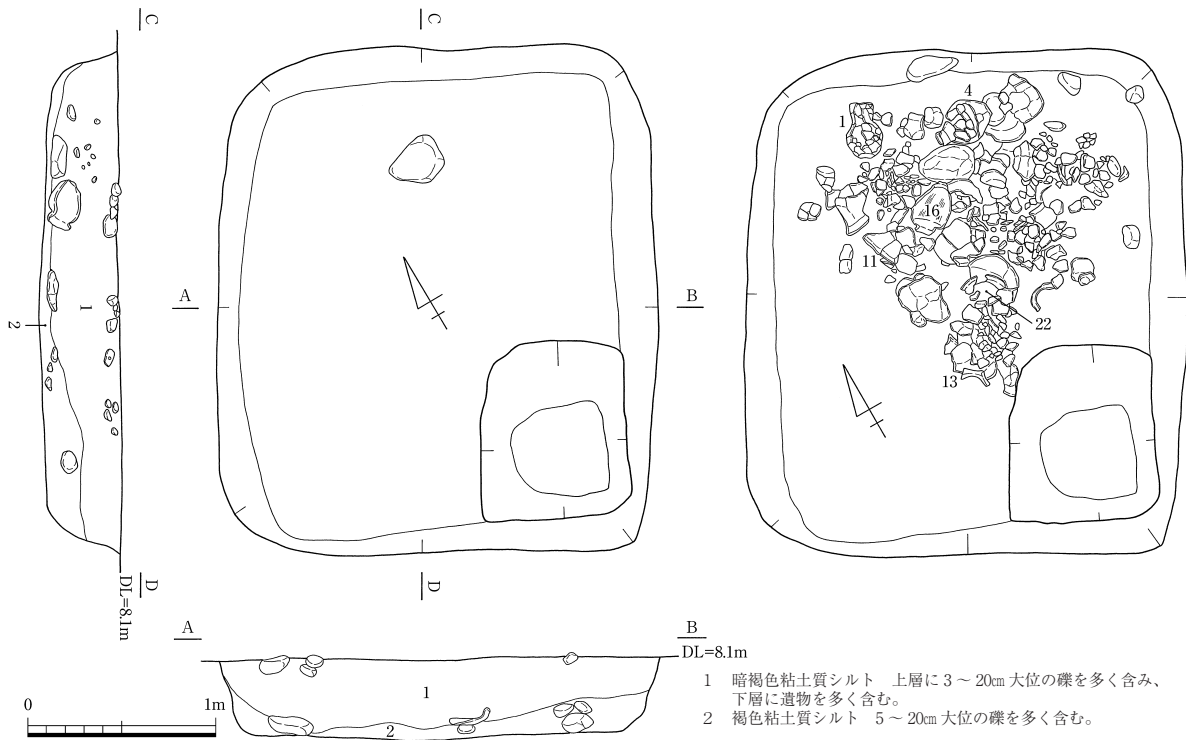 C
C
4
1
16
11
A
B
1
2
22
13
D
D
DL=8.1m
A
B
DL=8.1m
1
2
0
1m
1 暗褐色粘土質シルト 上層に3～20㎝大位の礫を多く含み、
下層に遺物を多く含む。
2 褐色粘土質シルト 5～20㎝大位の礫を多く含む。